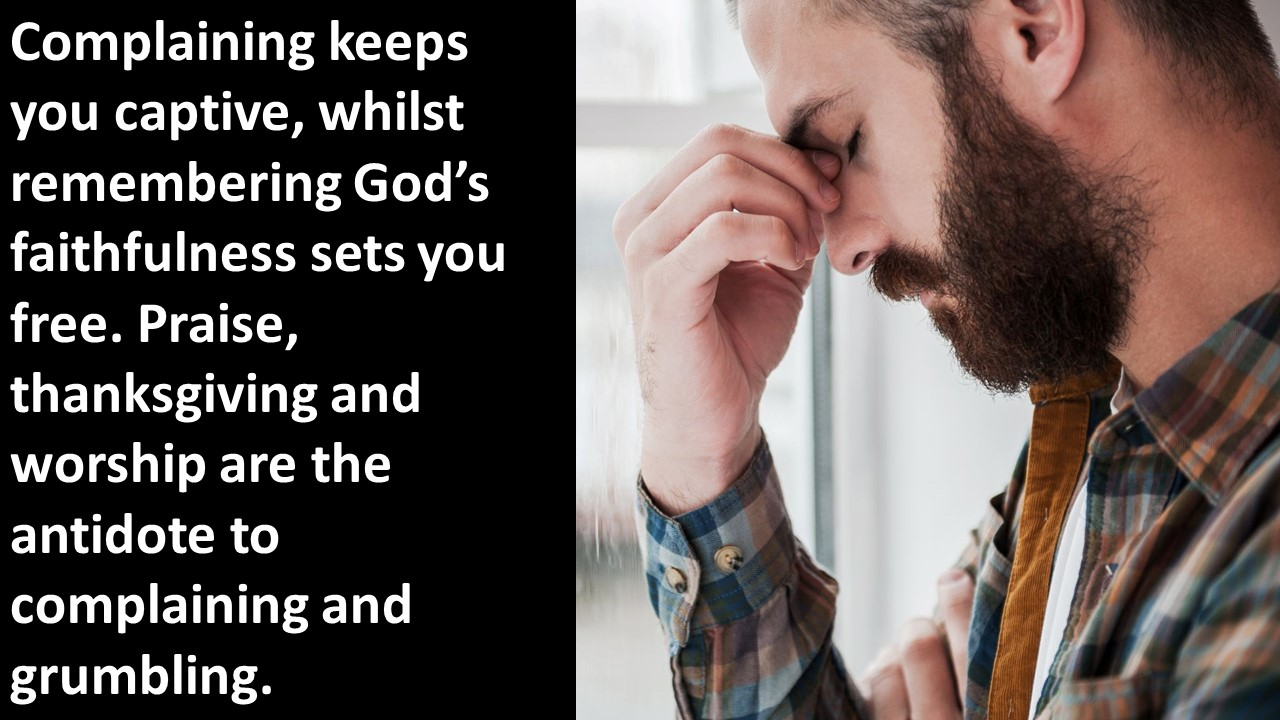 Complaining keeps
you captive, whilst
remembering God’s
faithfulness sets you
free. Praise,
thanksgiving and
worship are the
antidote to
complaining and
grumbling.